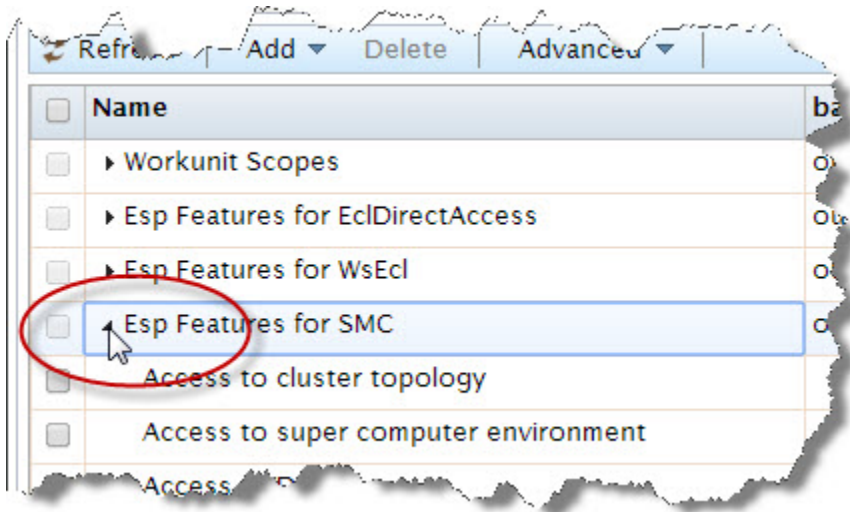 Add Delete Advanced
Name
Workunit Scopes
Esp Features for EclDirectAccess
Esp Features for WsEcl
Esp Features for SMC
Access to cluster topology
Access to super computer environment
Access